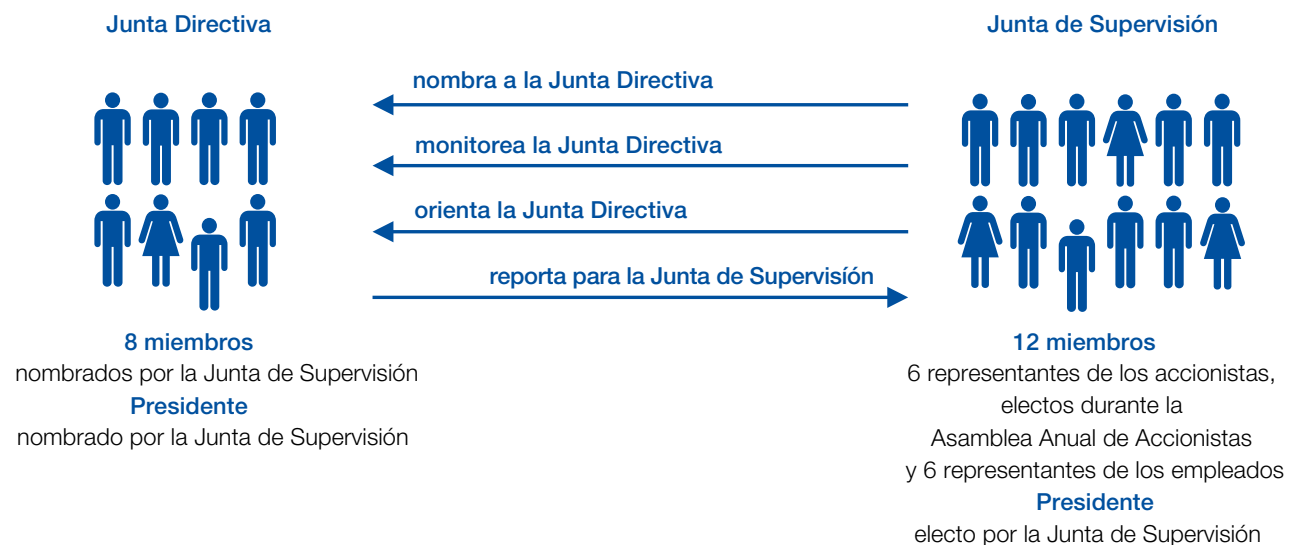 Junta Directiva
Junta de Supervisión
nombra a la Junta Directiva
monitorea la Junta Directiva
orienta la Junta Directiva
reporta para la Junta de Supervisíón
8 miembros
nombrados por la Junta de Supervisión
Presidente
nombrado por la Junta de Supervisión
12 miembros
6 representantes de los accionistas,
electos durante la
Asamblea Anual de Accionistas
y 6 representantes de los empleados
Presidente
electo por la Junta de Supervisión